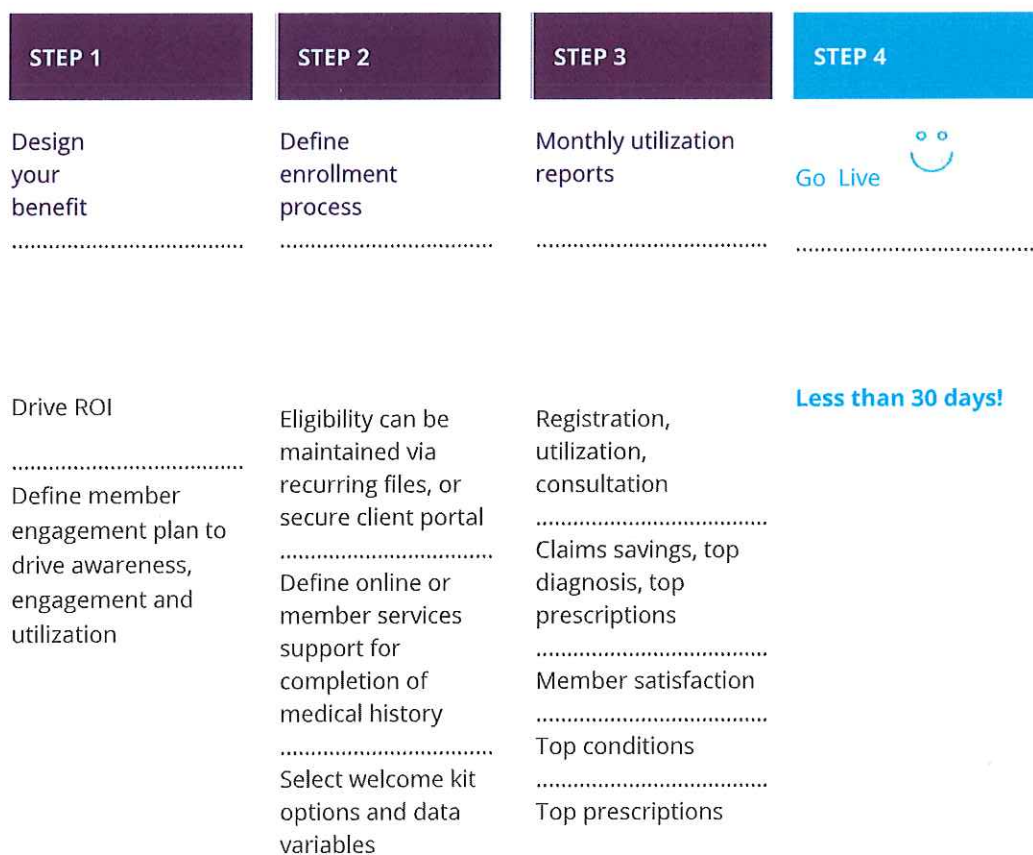 STEP 1
Design
your
benefit
Drive ROI
Define member
engagement plan to
drive awareness,
engagement and
utilization
STEP 2
Define
enrollment
process
Eligibility can be
maintained via
recurring files, or
secure client portal
Define online or
member services
support for
completion of
medical history
Select welcome kit
options and data
variables
STEP 3
Monthly utilization
reports
Registration,
utilization,
consultation
Claims savings, top
diagnosis, top
prescriptions
Member satisfaction
Top conditions
Top prescriptions
STEP 4
Go Live
Less than 30 days!